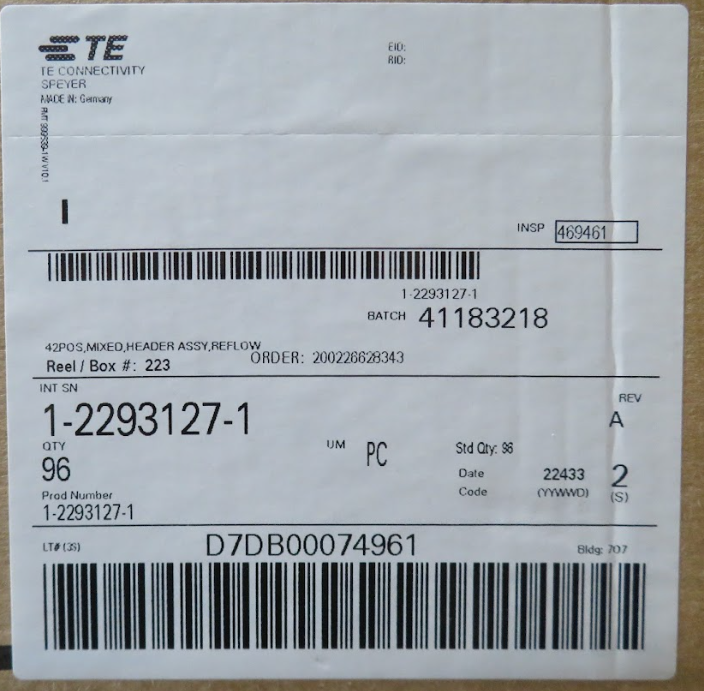 TE
TE CONNECTIVITY
SPEYER
MADE IN: Germany
EID:
RID:
INSP 469461
1-2293127-1
BATCH 41183218
42POS,MIXED,HEADER ASSY,REFLOW
ORDER: 200226628343
Reel / Box #: 223
INT SN
1-2293127-1
REV
A
QTY
96
UM PC
Std Qty: 96
Date Code 22433 (YYWWD)
2
(S)
Prod Number
1-2293127-1
LT# (3S) D7DB00074961 Bldg: 707